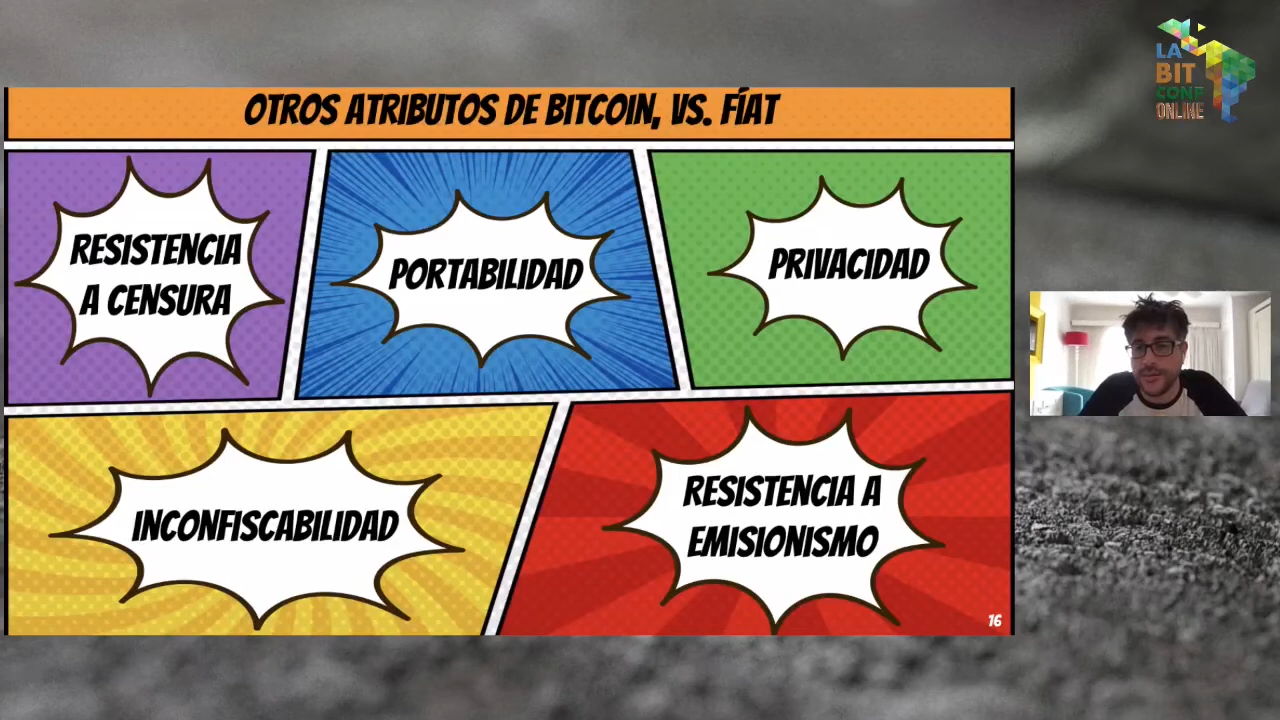 OTROS ATRIBUTOS DE BITCOIN, VS. FÍAT
LA
BIT
CONF
ONLINE
RESISTENCIA
A CENSURA
PORTABILIDAD
PRIVACIDAD
INCONFISCABILIDAD
RESISTENCIA A
EMISIONISMO
16